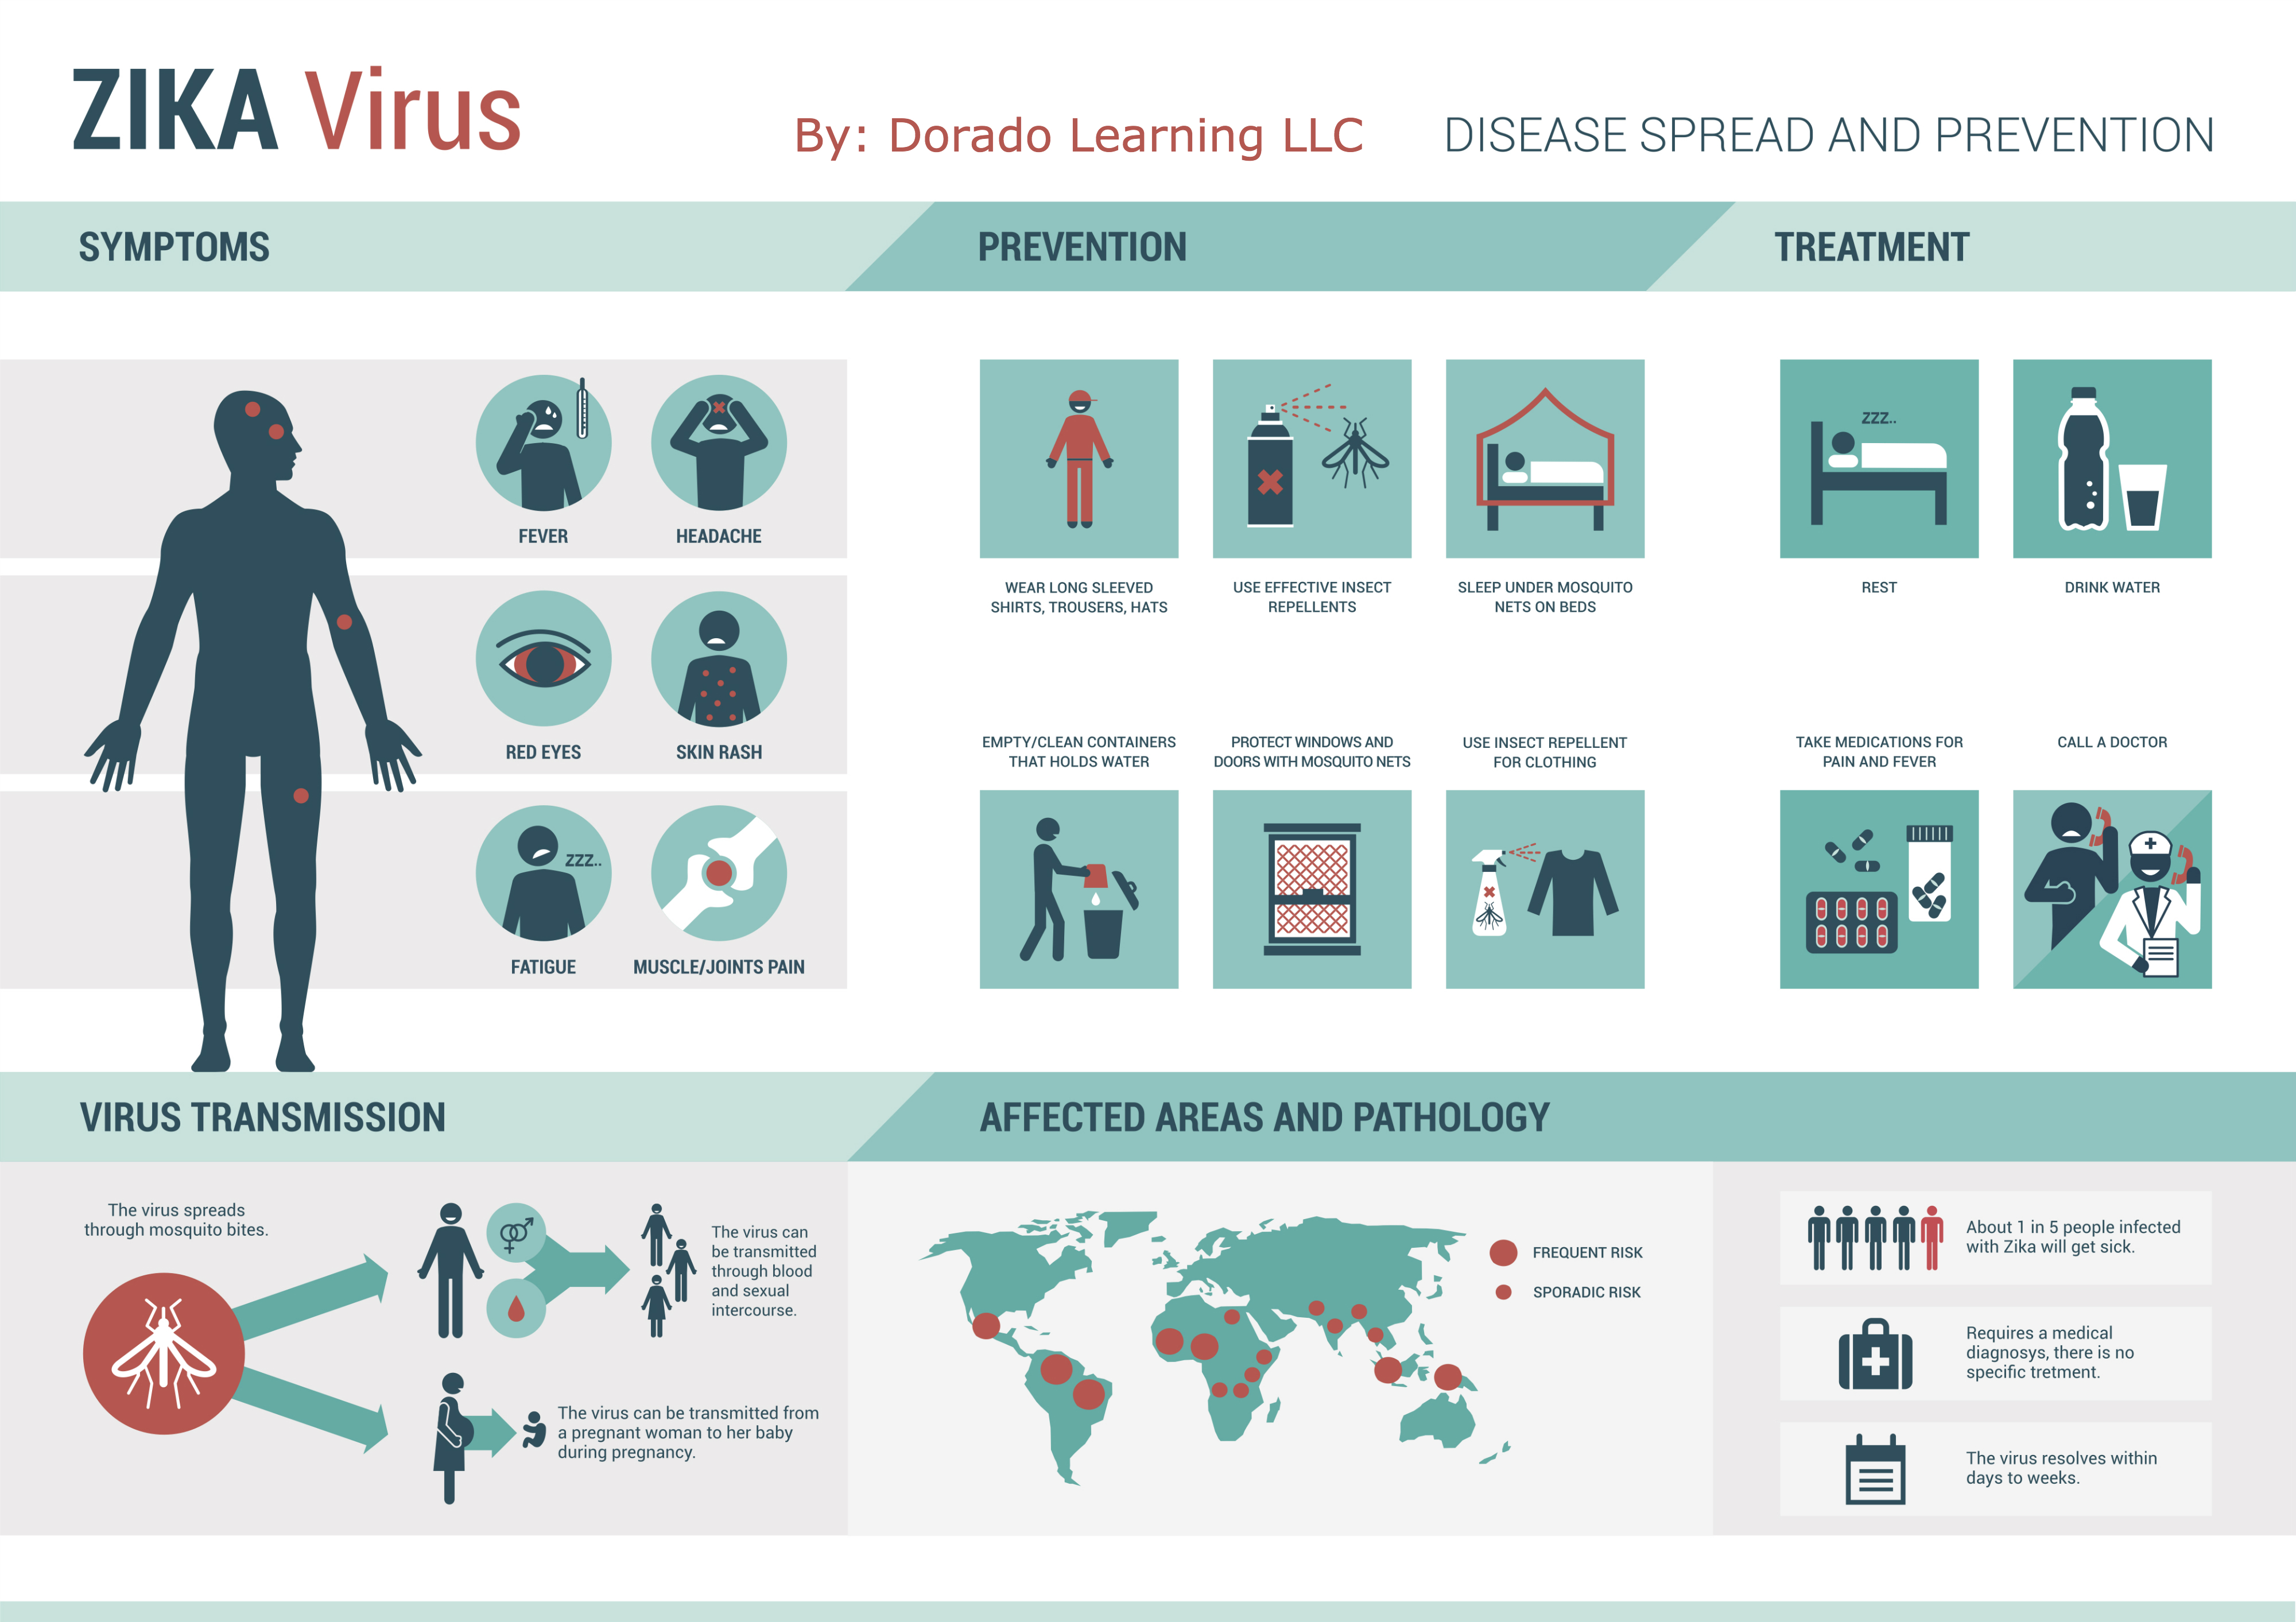 ZIKA Virus
By: Dorado Learning LLC
DISEASE SPREAD AND PREVENTION
SYMPTOMS
FEVER
HEADACHE
RED EYES
SKIN RASH
ZZZ..
FATIGUE
MUSCLE/JOINTS PAIN
PREVENTION
WEAR LONG SLEEVED
SHIRTS, TROUSERS, HATS
USE EFFECTIVE INSECT
REPELLENTS
SLEEP UNDER MOSQUITO
NETS ON BEDS
EMPTY/CLEAN CONTAINERS
THAT HOLDS WATER
PROTECT WINDOWS AND
DOORS WITH MOSQUITO NETS
USE INSECT REPELLENT
FOR CLOTHING
TREATMENT
ZZZ..
REST
DRINK WATER
TAKE MEDICATIONS FOR
PAIN AND FEVER
CALL A DOCTOR
VIRUS TRANSMISSION
The virus spreads
through mosquito bites.
The virus can
be transmitted
through blood
and sexual
intercourse.
The virus can be transmitted from
a pregnant woman to her baby
during pregnancy.
AFFECTED AREAS AND PATHOLOGY
FREQUENT RISK
SPORADIC RISK
About 1 in 5 people infected
with Zika will get sick.
Requires a medical
diagnosys, there is no
specific tretment.
The virus resolves within
days to weeks.